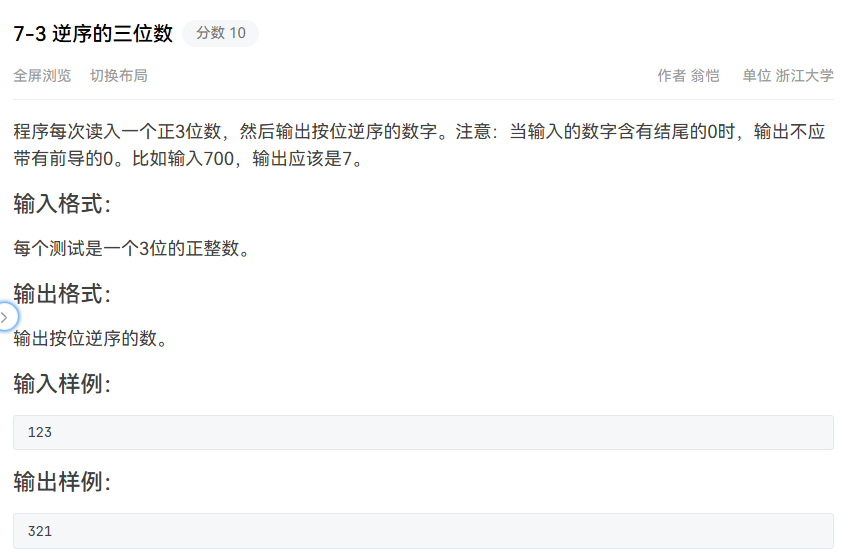 7-3 逆序的三位数 分数 10
全屏浏览 切换布局 作者 翁恺 单位 浙江大学
程序每次读入一个正3位数，然后输出按位逆序的数字。注意：当输入的数字含有结尾的0时，输出不应
带有前导的0。比如输入700，输出应该是7。
输入格式：
每个测试是一个3位的正整数。
输出格式：
输出按位逆序的数。
输入样例：
123
输出样例：
321